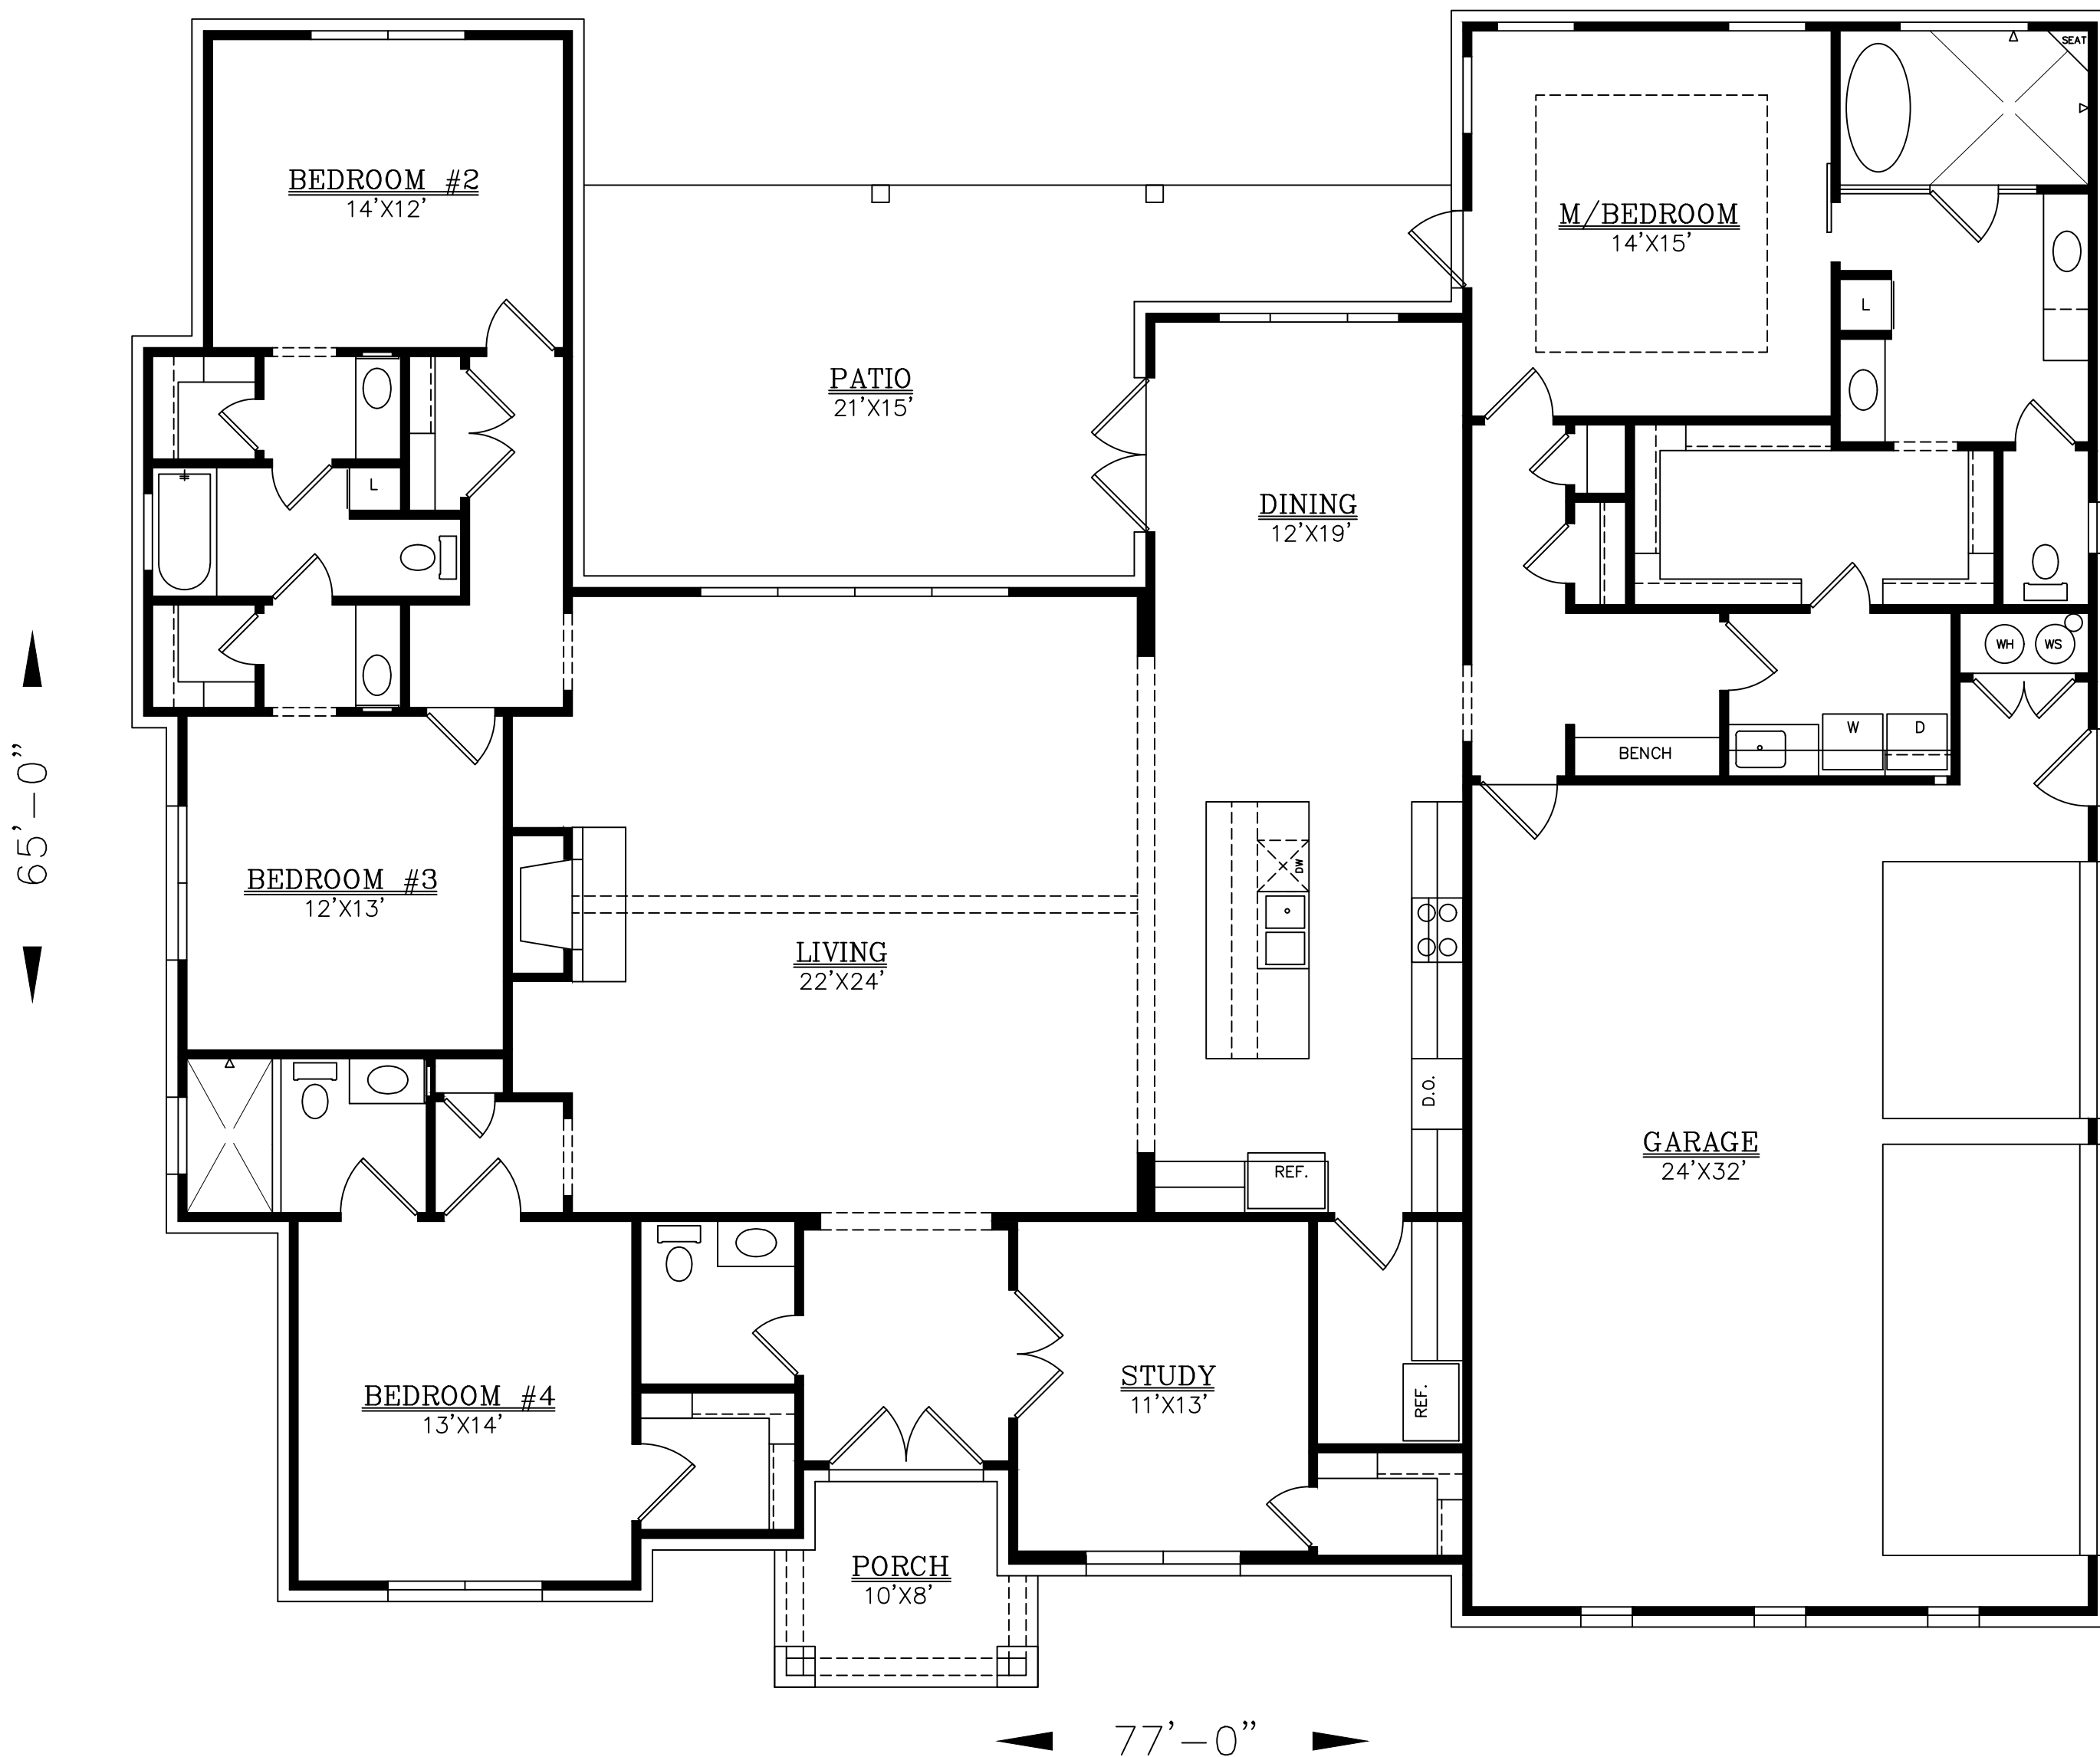 SEAT
BEDROOM #2
14'X12'
M/BEDROOM
14'X15'
L
PATIO
21'X15'
L
DINING
12'X19'
WH
WS
65'-0"
BENCH
W
D
DW
BEDROOM #3
12'X13'
LIVING
22'X24'
D.O.
GARAGE
24'X32'
REF.
STUDY
11'X13'
BEDROOM #4
13'X14'
REF.
PORCH
10'X8'
77'-0"